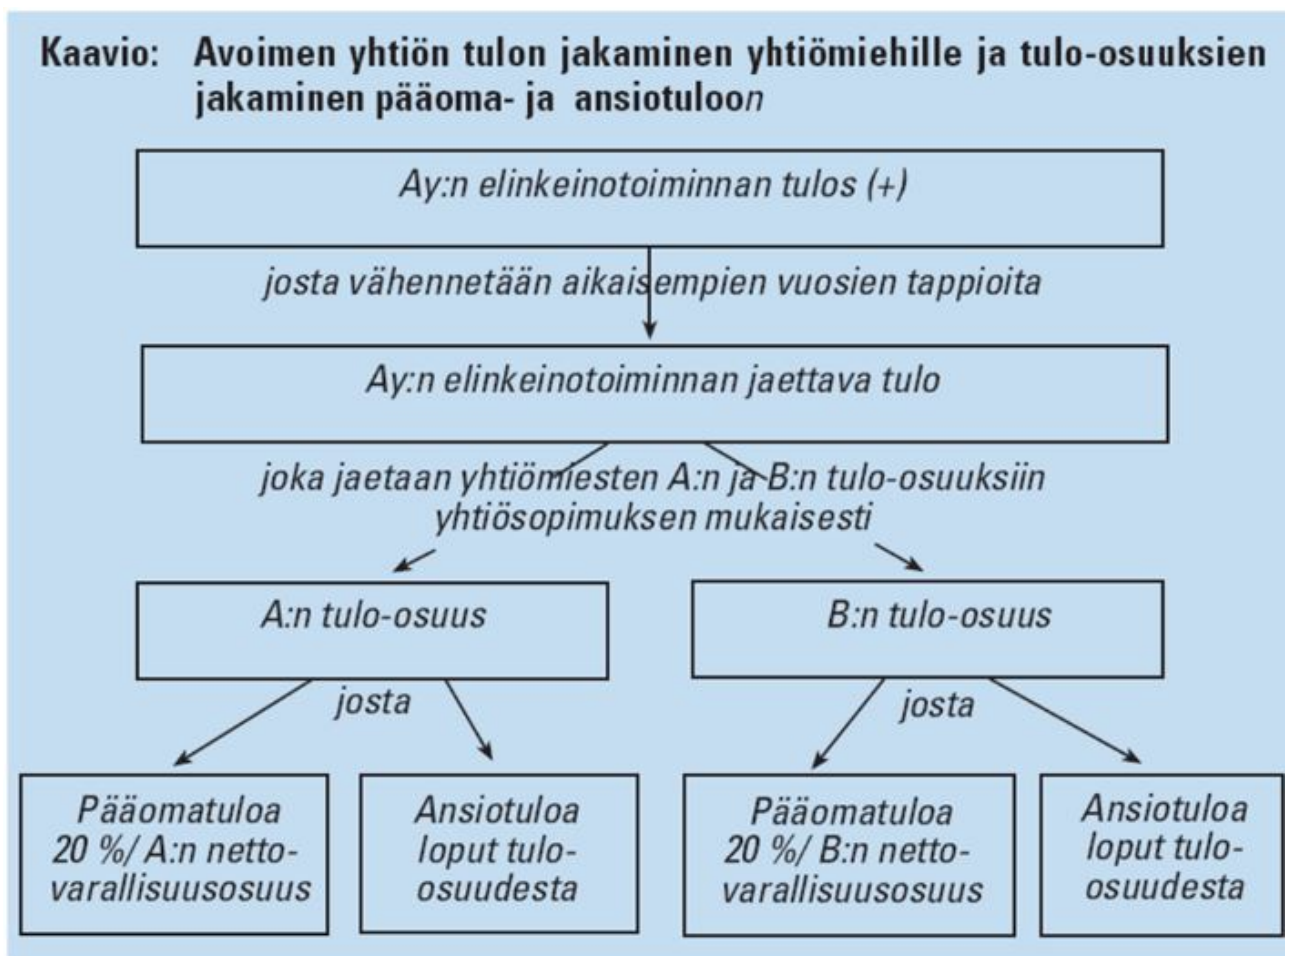 Kaavio: Avoimen yhtiön tulon jakaminen yhtiömiehille ja tulo-osuuksien
jakaminen pääoma- ja ansiotuloon
Ay:n elinkeinotoiminnan tulos (+)
josta vähennetään aikaisempien vuosien tappioita
Ay:n elinkeinotoiminnan jaettava tulo
joka jaetaan yhtiömiesten A:n ja B:n tulo-osuuksiin
yhtiösopimuksen mukaisesti
A:n tulo-osuus
B:n tulo-osuus
josta
josta
Pääomatuloa
20 %/ A:n netto-
varallisuusosuus
Ansiotuloa
loput tulo-
osuudesta
Pääomatuloa
20 %/ B:n netto-
varallisuusosuus
Ansiotuloa
loput tulo-
osuudesta